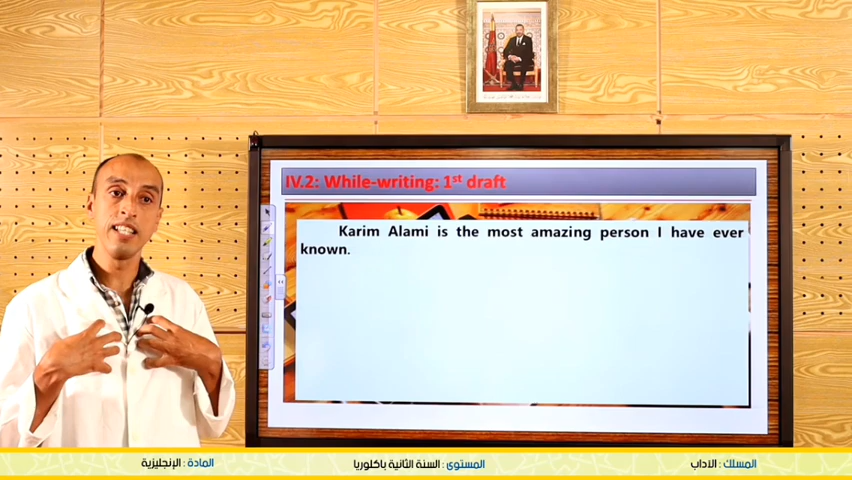 IV.2: While-writing: 1st draft
Karim Alami is the most amazing person I have ever
known.
المسلك : الآداب
المستوى : السنة الثانية باكلوريا
المادة : الإنجليزية